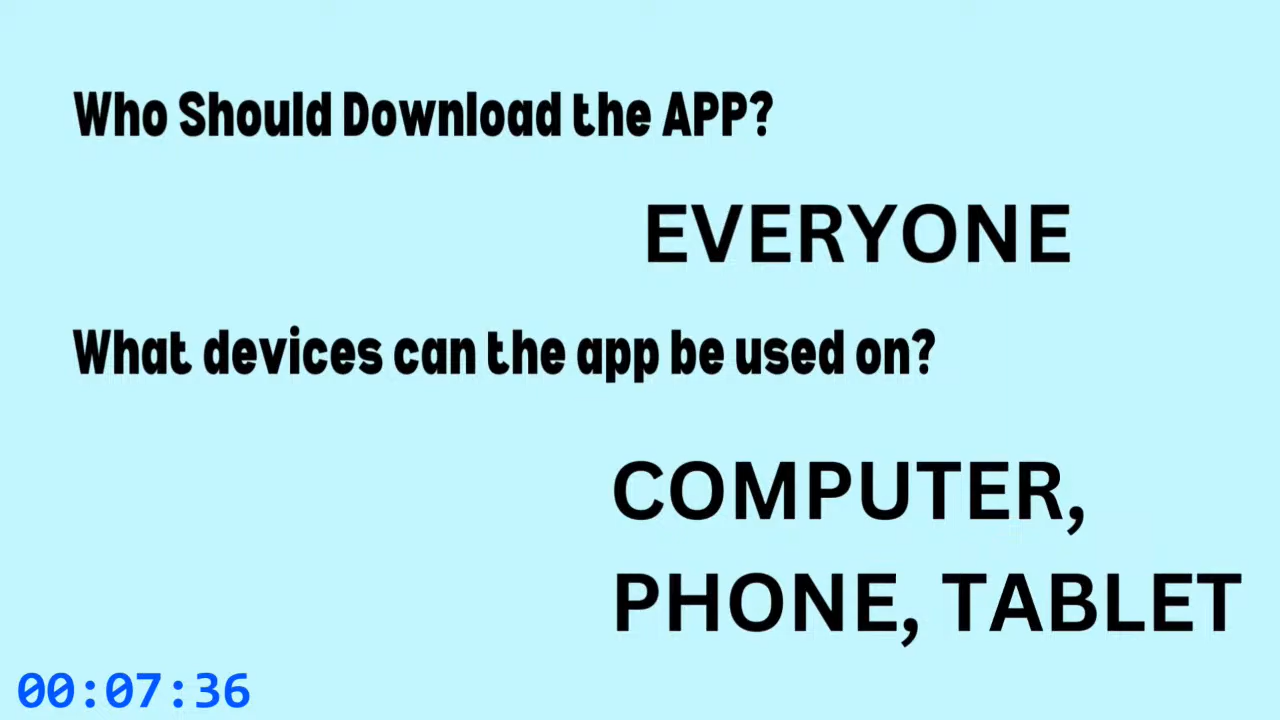 Who Should Download the APP?
EVERYONE
What devices can the app be used on?
COMPUTER,
PHONE, TABLET
00:07:36